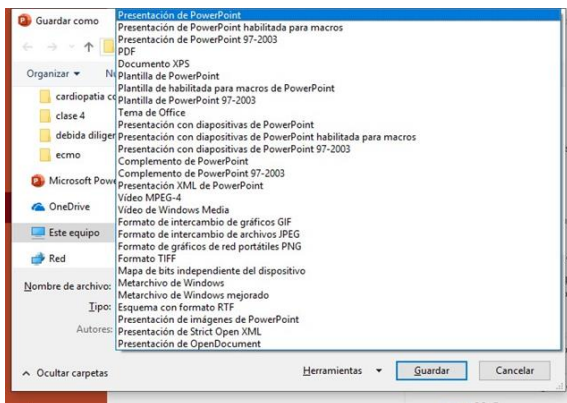 Guardar como
Organizar
cardiopatia
clase 4
debida
ecmo
Microsoft
OneDrive
Este equipo
Red
Nombre de archivo:
Tipo:
Autores:
Presentación de PowerPoint
Presentación de PowerPoint habilitada para macros
Presentación de PowerPoint 97-2003
PDF
Documento XPS
Plantilla de PowerPoint
Plantilla de habilitada para macros de PowerPoint
Plantilla de PowerPoint 97-2003
Tema de Office
Presentación con diapositivas de PowerPoint
Presentación con diapositivas de PowerPoint habilitada para macros
Presentación con diapositivas de PowerPoint 97-2003
Complemento de PowerPoint
Complemento de PowerPoint 97-2003
Presentación XML de PowerPoint
Vídeo MPEG-4
Vídeo de Windows Media
Formato de intercambio de gráficos GIF
Formato de intercambio de archivos JPEG
Formato de gráficos de red portátiles PNG
Formato TIFF
Mapa de bits independiente del dispositivo
Metarchivo de Windows
Metarchivo de Windows mejorado
Esquema con formato RTF
Presentación de imágenes de PowerPoint
Presentación de Strict Open XML
Presentación de OpenDocument
Ocultar carpetas
Herramientas
Guardar
Cancelar